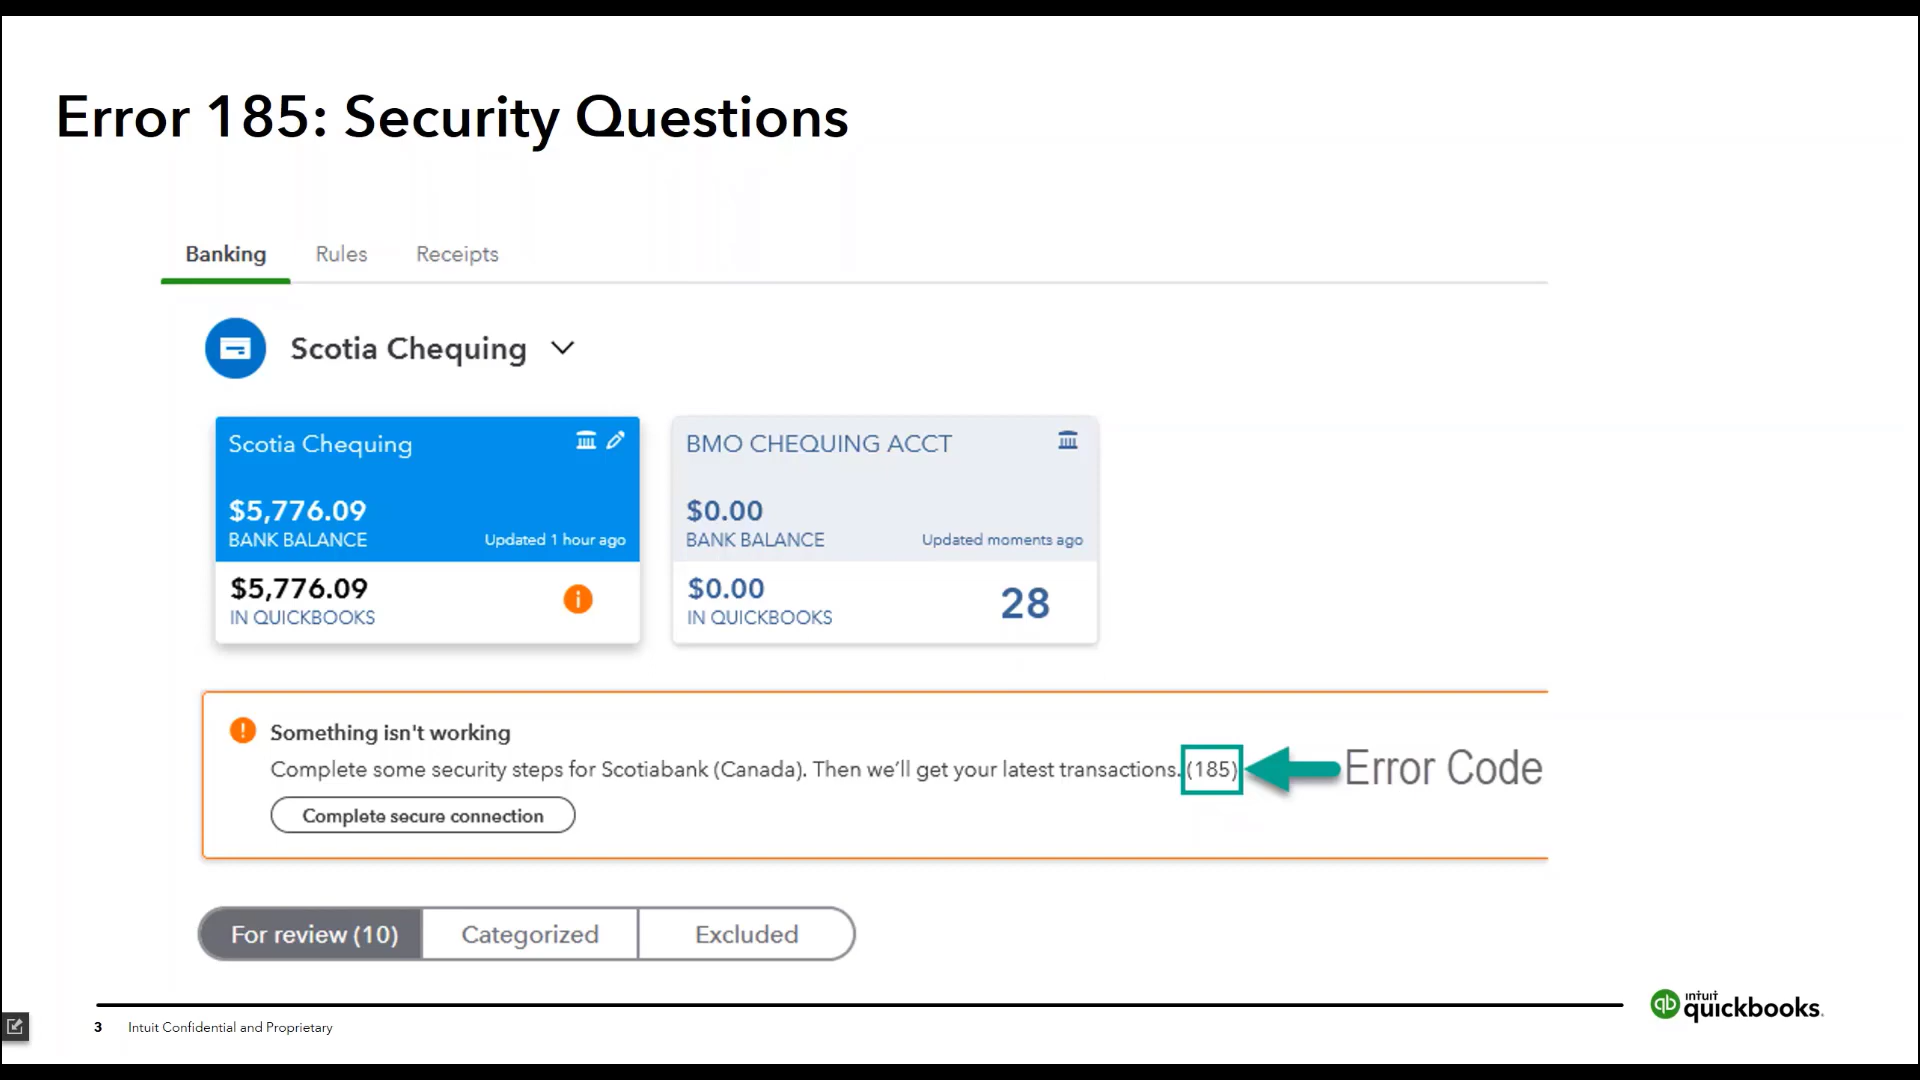 Error 185: Security Questions
Banking Rules Receipts
Scotia Chequing
Scotia Chequing
$5,776.09
BANK BALANCE Updated 1 hour ago
$5,776.09
IN QUICKBOOKS
BMO CHEQUING ACCT
$0.00
BANK BALANCE Updated moments ago
$0.00
IN QUICKBOOKS
28
Something isn't working
Complete some security steps for Scotiabank (Canada). Then we'll get your latest transactions. (185)
Error Code
Complete secure connection
For review (10) Categorized Excluded
3 Intuit Confidential and Proprietary
qb intuit quickbooks.